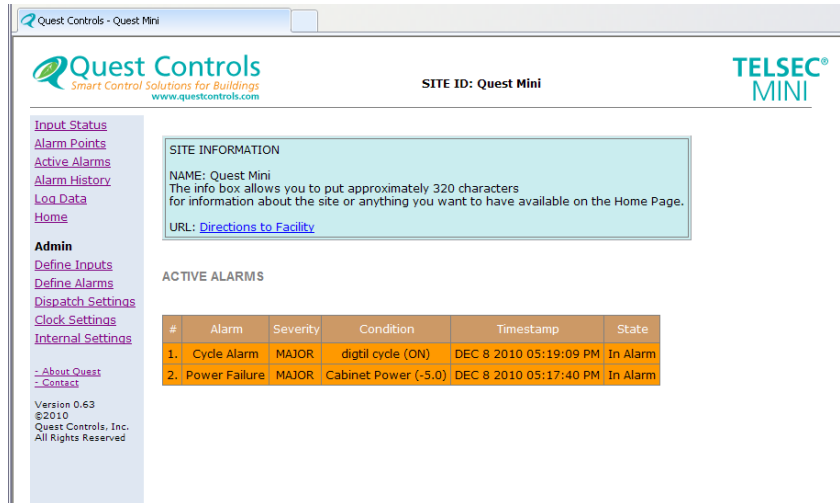 Quest Controls - Quest Mini
Quest Controls
Smart Control Solutions for Buildings
www.questcontrols.com
SITE ID: Quest Mini
TELSEC®
MINI
Input Status
Alarm Points
Active Alarms
Alarm History
Log Data
Home
Admin
Define Inputs
Define Alarms
Dispatch Settings
Clock Settings
Internal Settings
- About Quest
- Contact
Version 0.63
©2010
Quest Controls, Inc.
All Rights Reserved
SITE INFORMATION
NAME: Quest Mini
The info box allows you to put approximately 320 characters
for information about the site or anything you want to have available on the Home Page.
URL: Directions to Facility
ACTIVE ALARMS
# Alarm Severity Condition Timestamp State
1. Cycle Alarm MAJOR digtil cycle (ON) DEC 8 2010 05:19:09 PM In Alarm
2. Power Failure MAJOR Cabinet Power (-5.0) DEC 8 2010 05:17:40 PM In Alarm